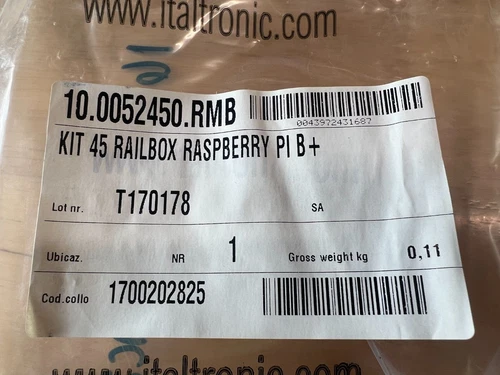 www.italtronic.com
10.0052450.RMB
0043972431687
KIT 45 RAILBOX RASPBERRY PI B+
Lot nr. T170178 SA
Ubicaz. NR 1 Gross weight kg 0,11
Cod.collo 1700202825
www.italtronic.com